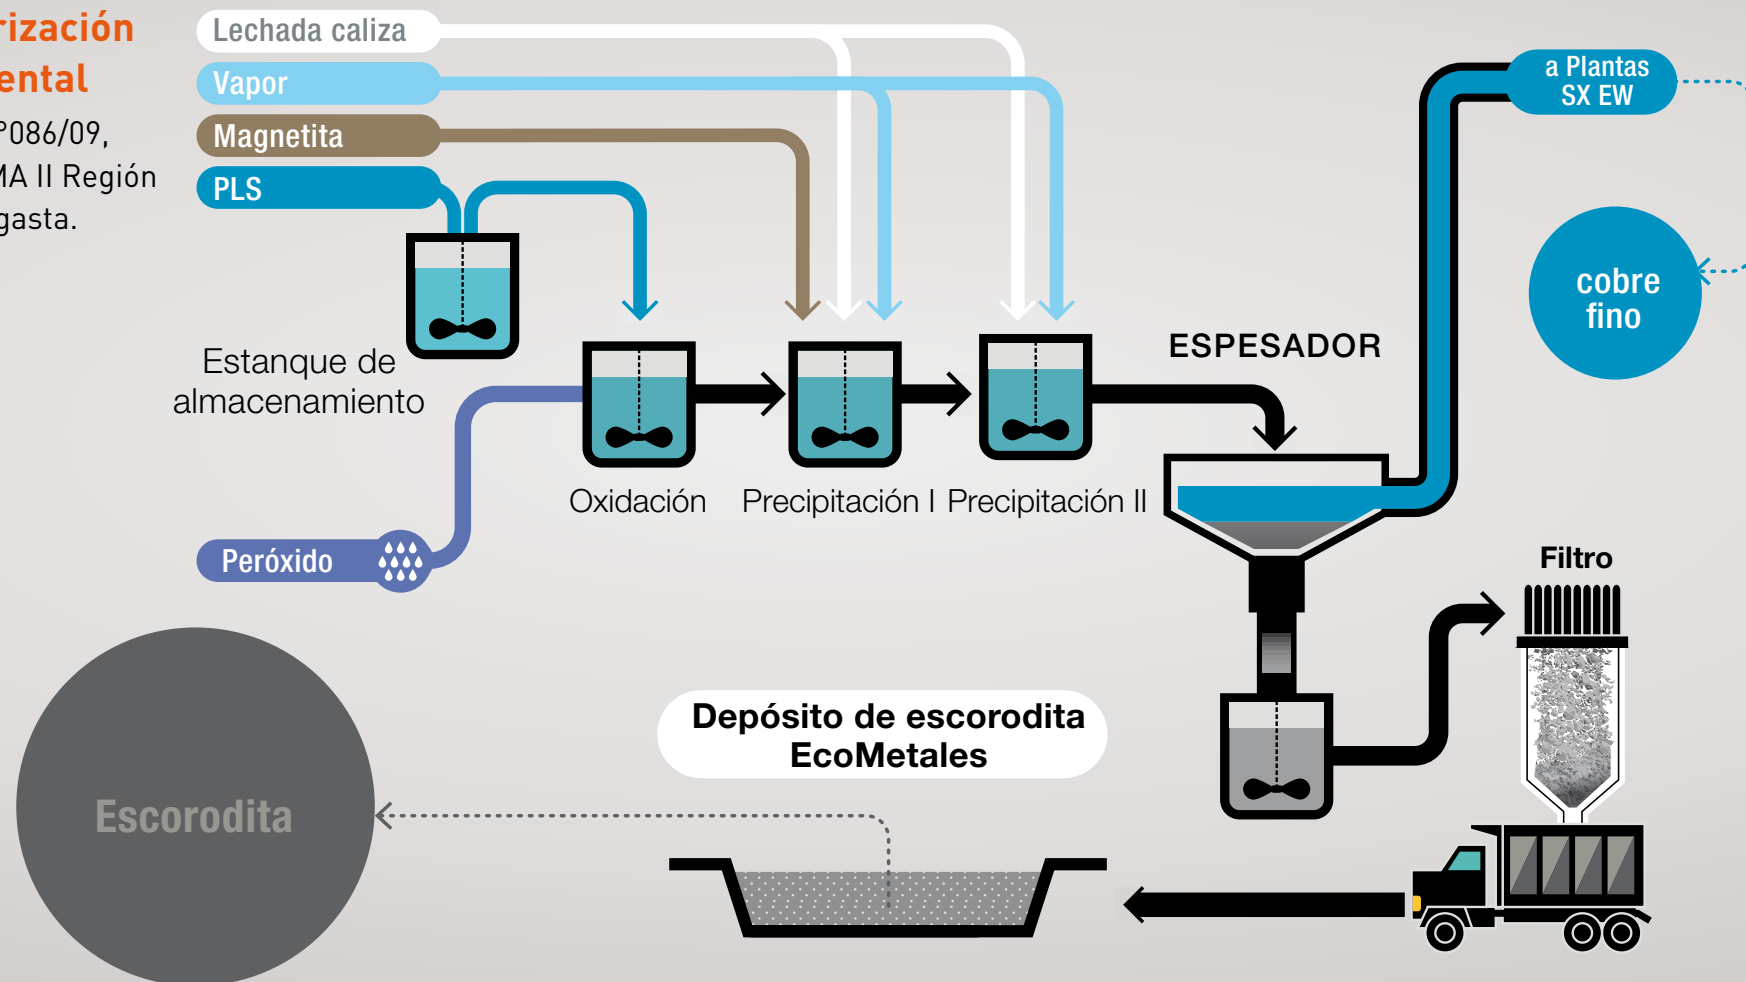 rización
ental
°086/09,
MA II Región
gasta.
Lechada caliza
Vapor
Magnetita
PLS
Estanque de
almacenamiento
Peróxido
Oxidación
Precipitación I
Precipitación II
ESPESADOR
a Plantas
SX EW
cobre
fino
Filtro
Depósito de escorodita
EcoMetales
Escorodita